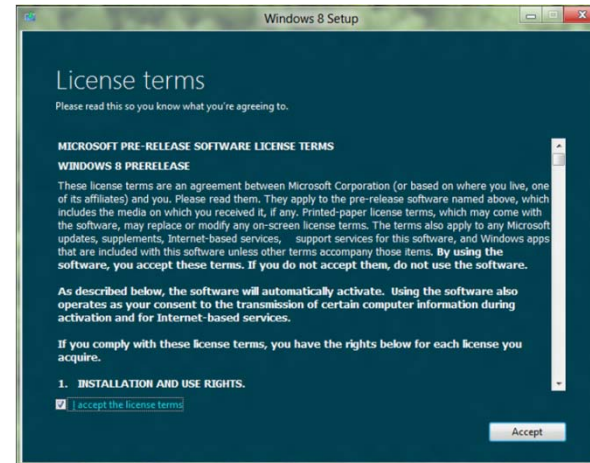 Windows 8 Setup
License terms
Please read this so you know what you're agreeing to.
MICROSOFT PRE-RELEASE SOFTWARE LICENSE TERMS
WINDOWS 8 PRERELEASE
These license terms are an agreement between Microsoft Corporation (or based on where you live, one
of its affiliates) and you. Please read them. They apply to the pre-release software named above, which
includes the media on which you received it, if any. Printed-paper license terms, which may come with
the software, may replace or modify any on-screen license terms. The terms also apply to any Microsoft
updates, supplements, Internet-based services, support services for this software, and Windows apps
that are included with this software unless other terms accompany those items. By using the
software, you accept these terms. If you do not accept them, do not use the software.
As described below, the software will automatically activate. Using the software also
operates as your consent to the transmission of certain computer information during
activation and for Internet-based services.
If you comply with these license terms, you have the rights below for each license you
acquire.
1. INSTALLATION AND USE RIGHTS.
I accept the license terms
Accept